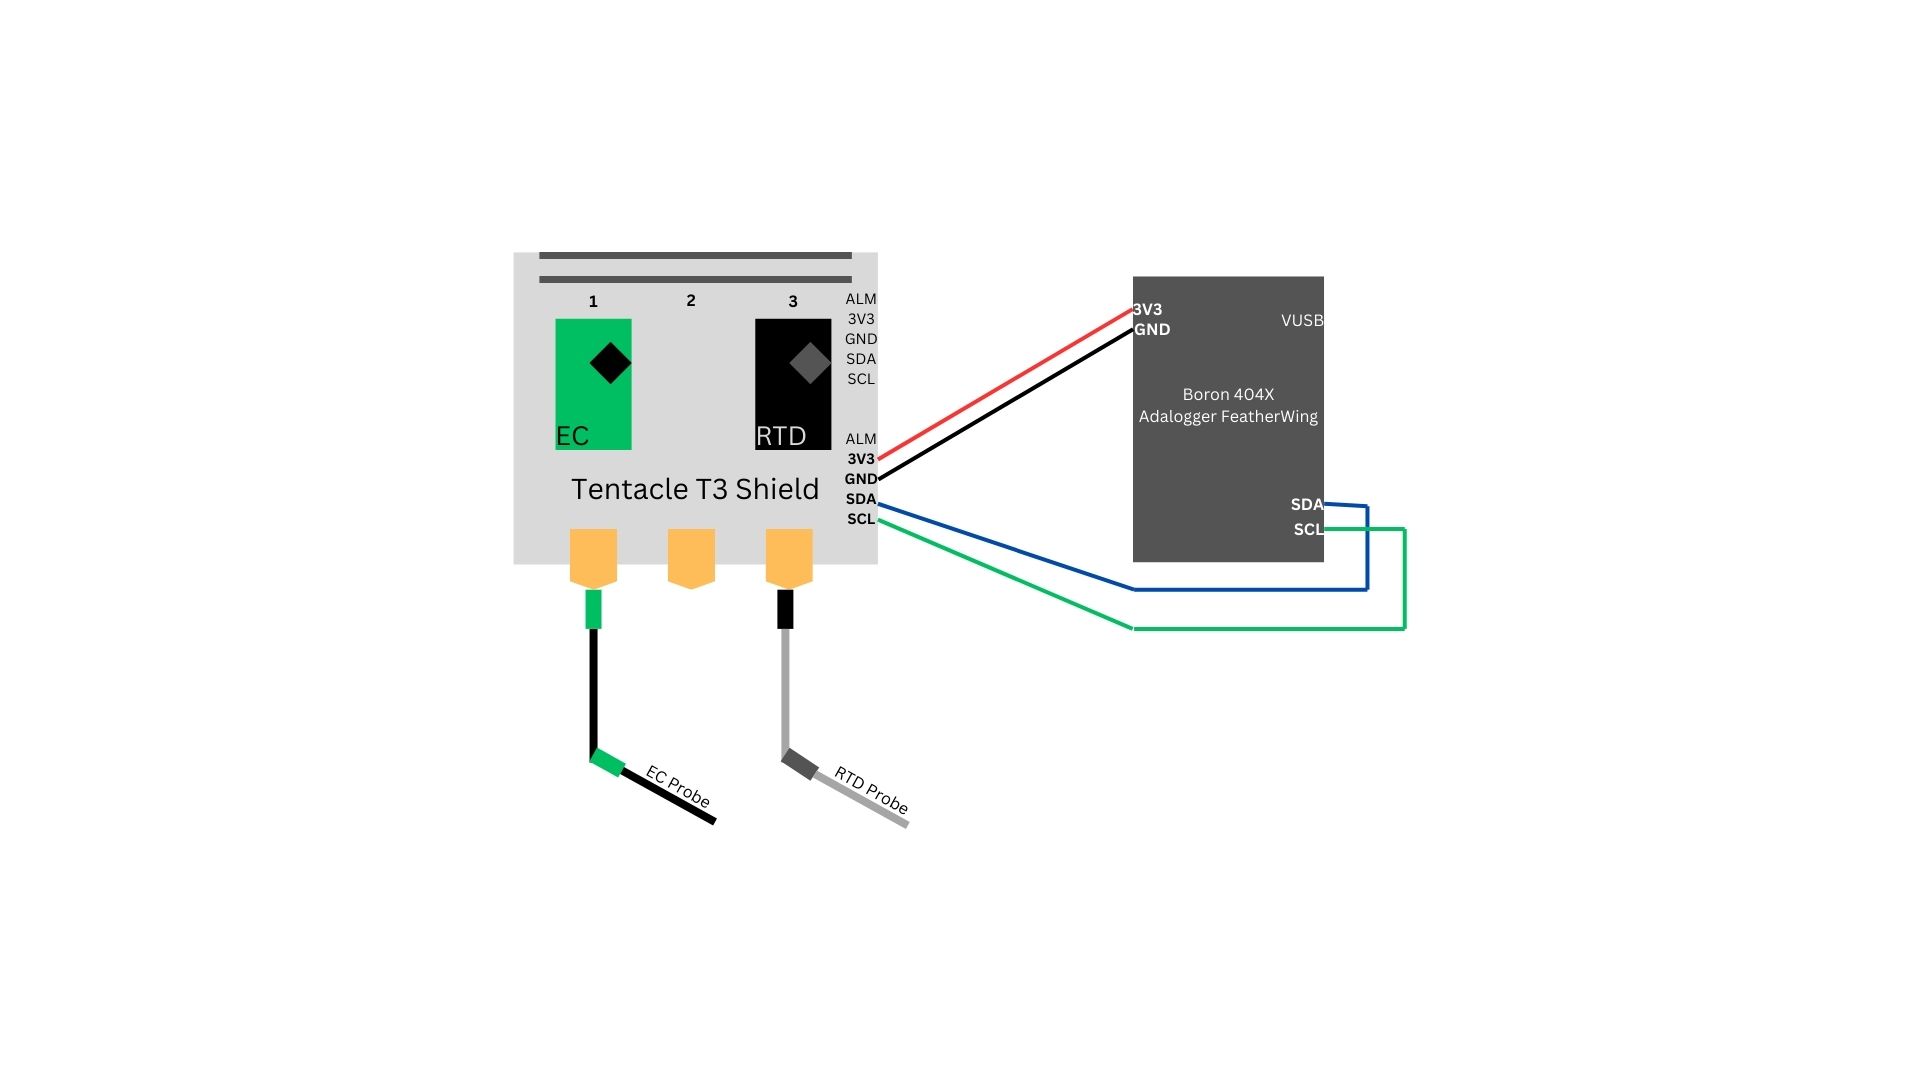 1
2
3
ALM
3V3
GND
SDA
SCL
EC
RTD
ALM
3V3
GND
SDA
SCL
Tentacle T3 Shield
3V3
GND
VUSB
Boron 404X
Adalogger FeatherWing
SDA
SCL
EC Probe
RTD Probe